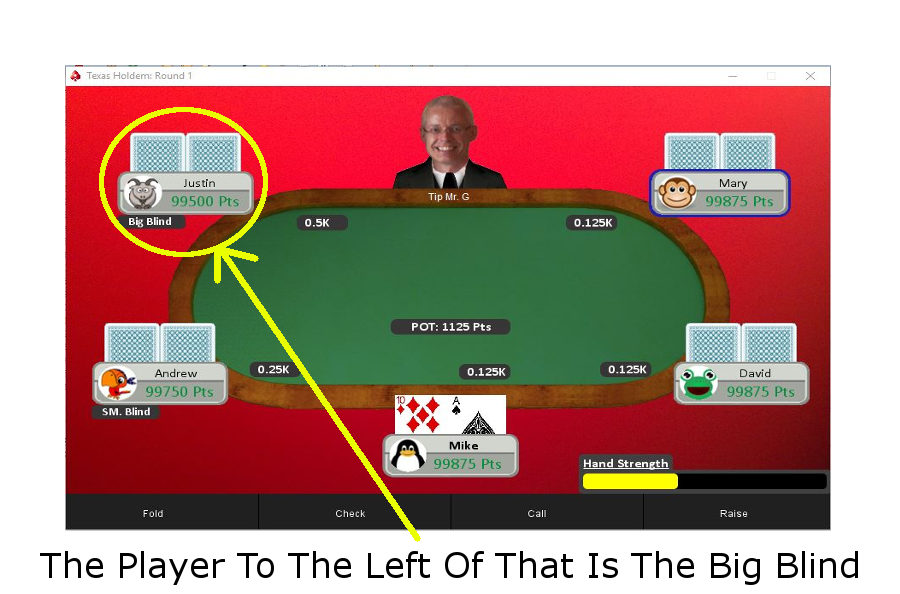 Texas Holdem: Round 1
Justin
99500 Pts
Big Blind
Tip Mr. G
Mary
99875 Pts
0.5K
0.125K
POT: 1125 Pts
Andrew
99750 Pts
SM. Blind
0.25K
0.125K
0.125K
David
99875 Pts
10
A
Mike
99875 Pts
Hand Strength
Fold
Check
Call
Raise
The Player To The Left Of That Is The Big Blind